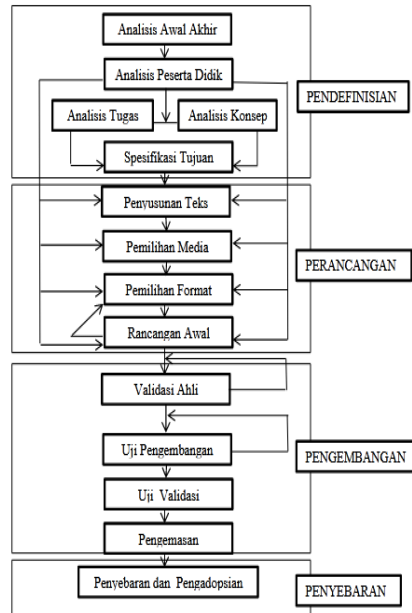 Analisis Awal Akhir
Analisis Peserta Didik
PENDEFINISIAN
Analisis Tugas
Analisis Konsep
Spesifikasi Tujuan
Penyusunan Teks
Pemilihan Media
PERANCANGAN
Pemilihan Format
Rancangan Awal
Validasi Ahli
Uji Pengembangan
PENGEMBANGAN
Uji Validasi
Pengemasan
Penyebaran dan Pengadopsian
PENYEBARAN